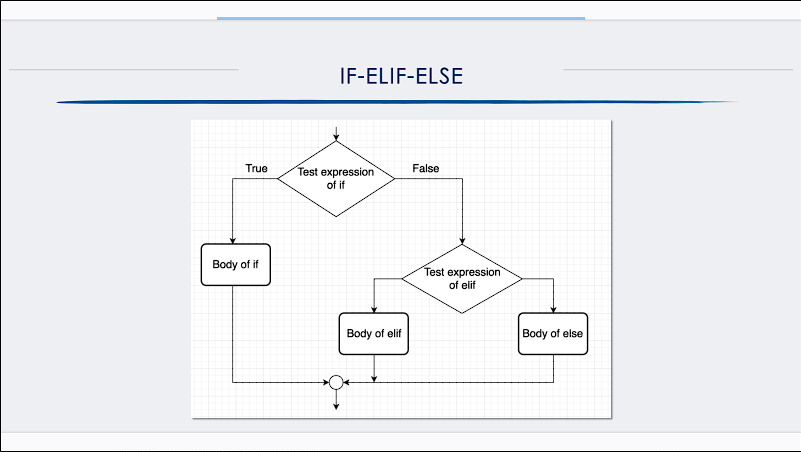 IF-ELIF-ELSE
True
False
Test expression
of if
Body of if
Test expression
of elif
Body of elif
Body of else